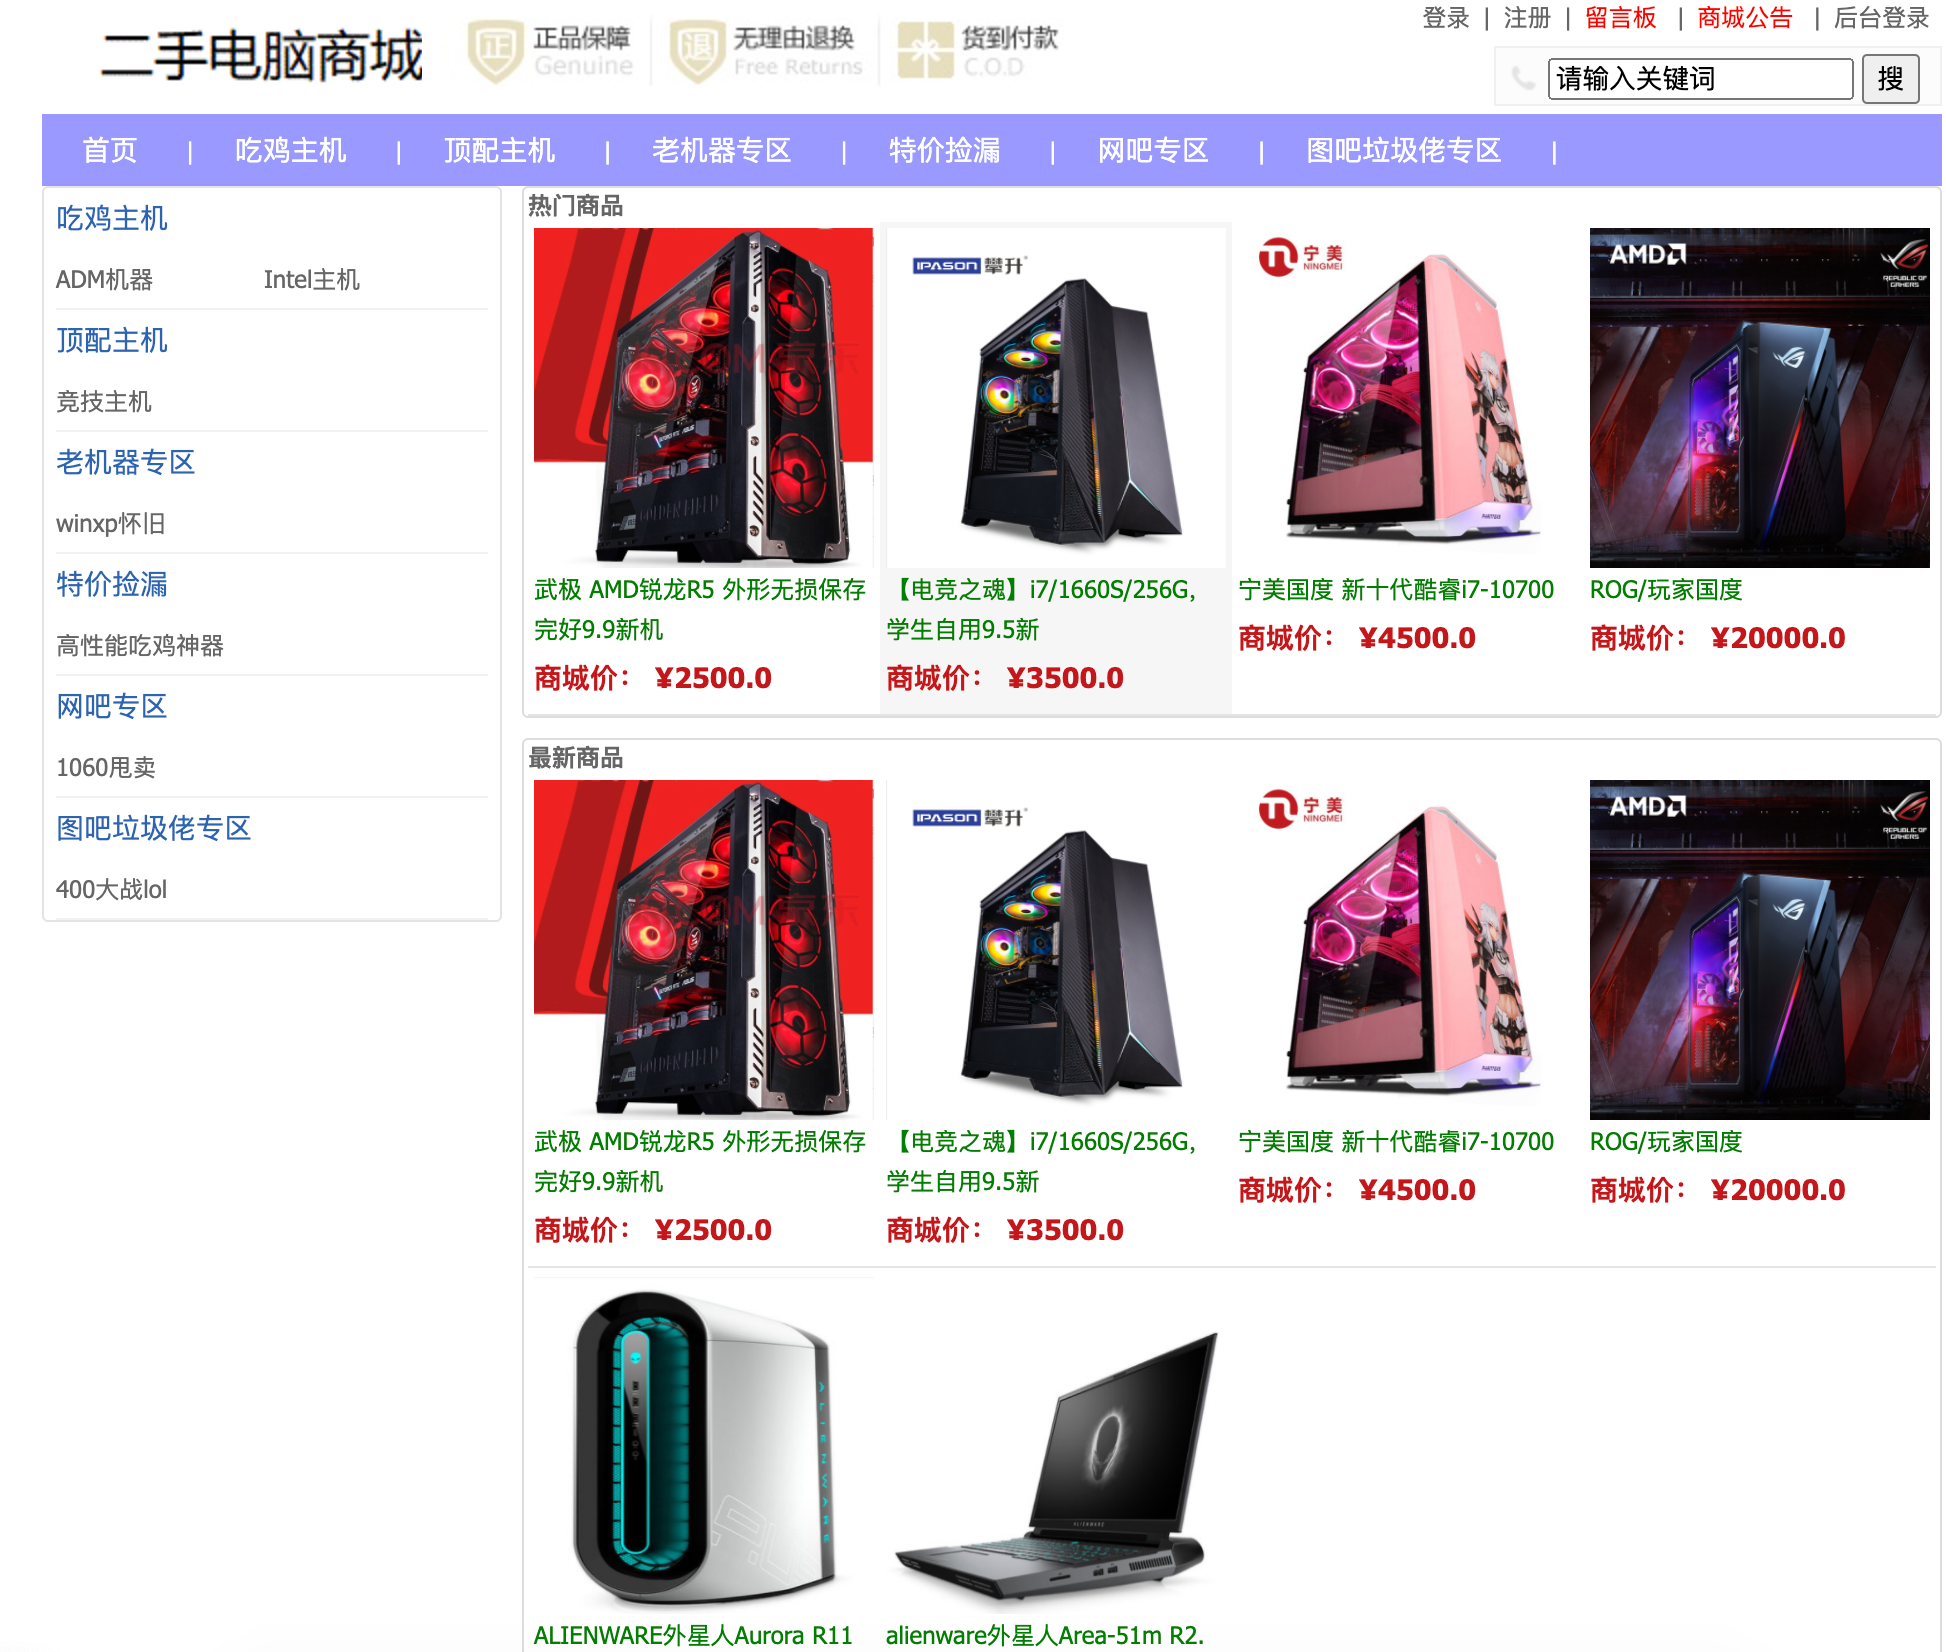 二手电脑商城
正品保障
Genuine
无理由退换
Free Returns
货到付款
C.O.D
登录 | 注册 | 留言板 | 商城公告 | 后台登录
请输入关键词 搜
首页 | 吃鸡主机 | 顶配主机 | 老机器专区 | 特价捡漏 | 网吧专区 | 图吧垃圾佬专区 |
吃鸡主机
ADM机器 Intel主机
顶配主机
竞技主机
老机器专区
winxp怀旧
特价捡漏
高性能吃鸡神器
网吧专区
1060甩卖
图吧垃圾佬专区
400大战lol
热门商品
IPASON 攀升
宁美
NINGMEI
AMD
REPUBLIC OF
GAMERS
武极 AMD锐龙R5 外形无损保存
完好9.9新机
商城价： ¥2500.0
【电竞之魂】i7/1660S/256G,
学生自用9.5新
商城价： ¥3500.0
宁美国度 新十代酷睿i7-10700
商城价： ¥4500.0
ROG/玩家国度
商城价： ¥20000.0
最新商品
IPASON 攀升
宁美
NINGMEI
AMD
REPUBLIC OF
GAMERS
武极 AMD锐龙R5 外形无损保存
完好9.9新机
商城价： ¥2500.0
【电竞之魂】i7/1660S/256G,
学生自用9.5新
商城价： ¥3500.0
宁美国度 新十代酷睿i7-10700
商城价： ¥4500.0
ROG/玩家国度
商城价： ¥20000.0
ALIENWARE
ALIENWARE
ALIENWARE外星人Aurora R11
alienware外星人Area-51m R2.